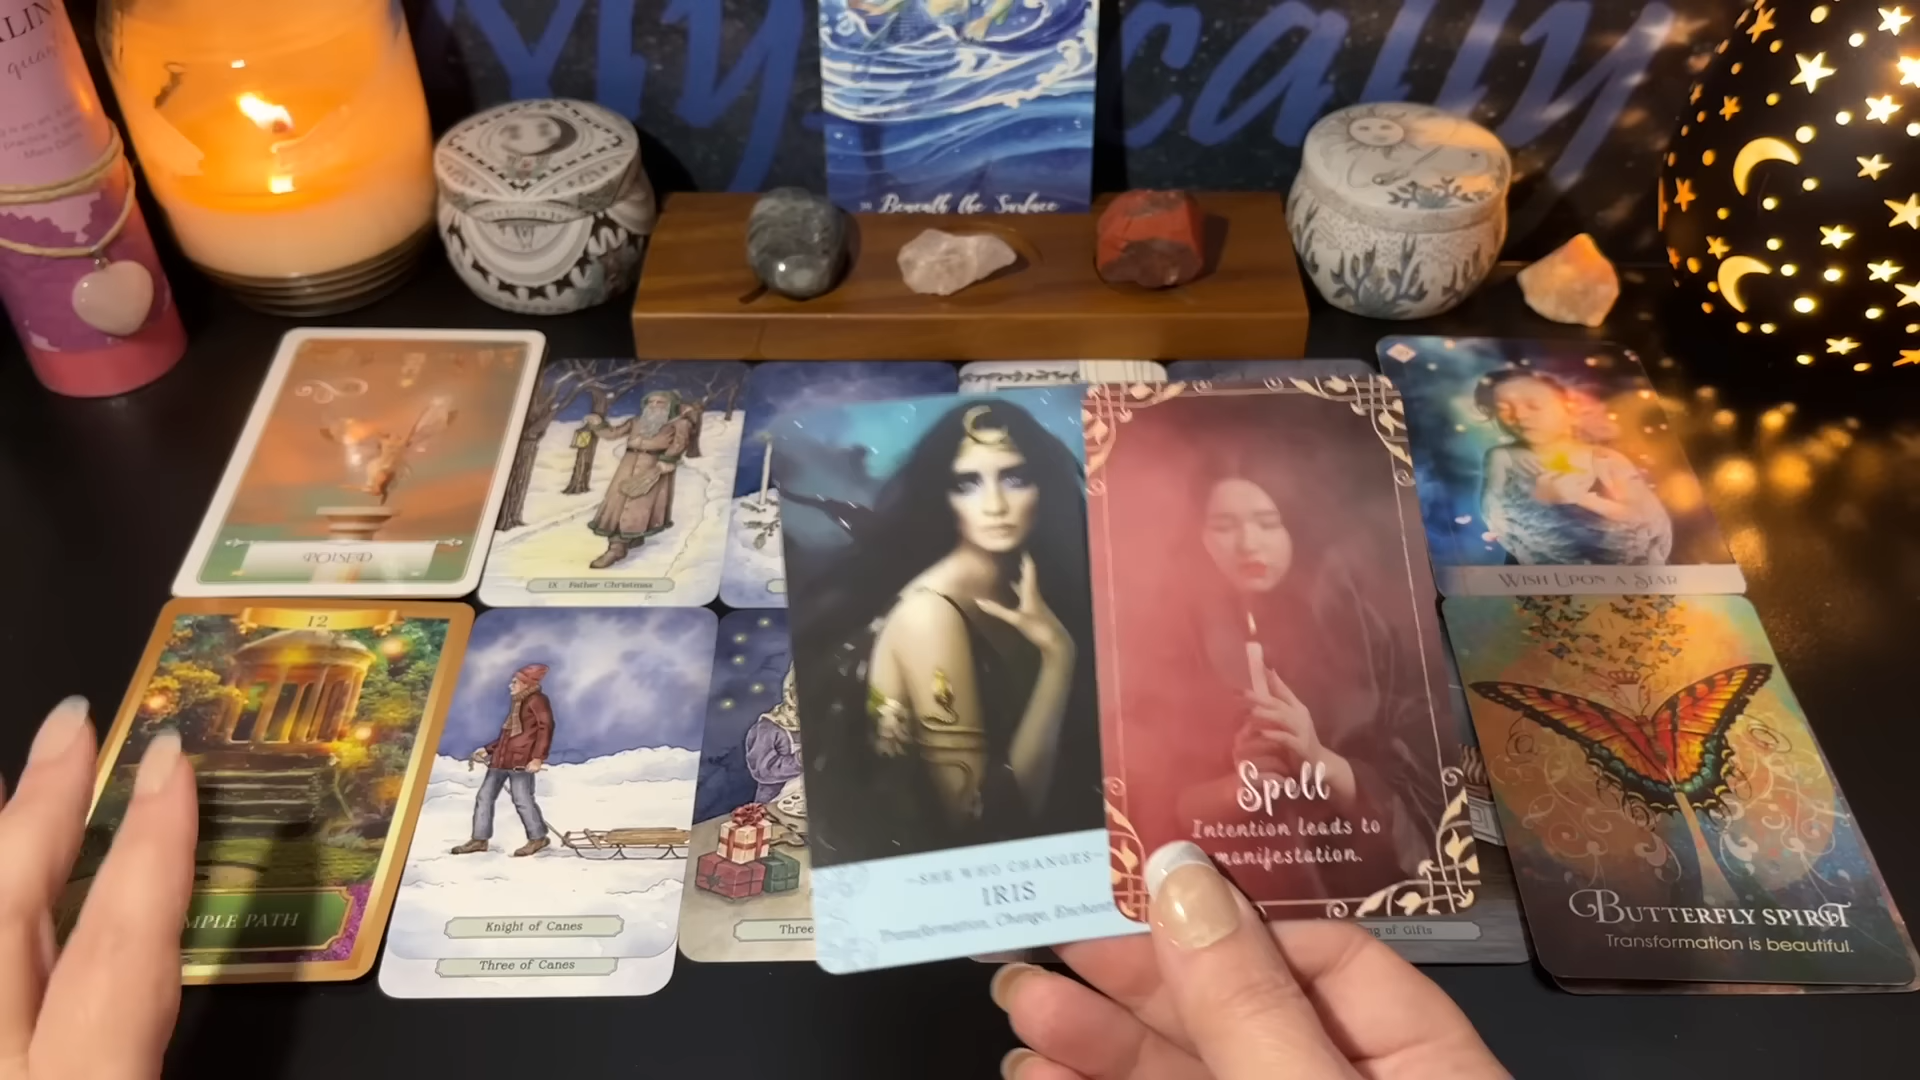 Beneath the Surface
POISED
IX Father Christmas
WISH UPON A STAR
12
MPLE PATH
Knight of Canes
Three of Canes
Three
~SHE WHO CHANGES~
IRIS
Transformation, Change, Enchant
Spell
Intention leads to
manifestation.
g of Gifts
BUTTERFLY SPIRIT
Transformation is beautiful.